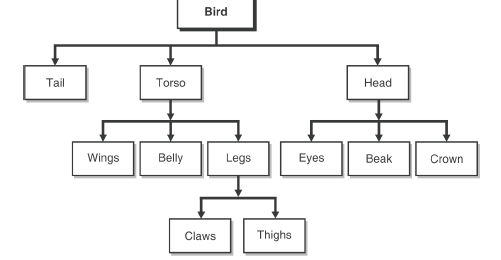 Bird
Tail
Torso
Head
Wings
Belly
Legs
Eyes
Beak
Crown
Claws
Thighs